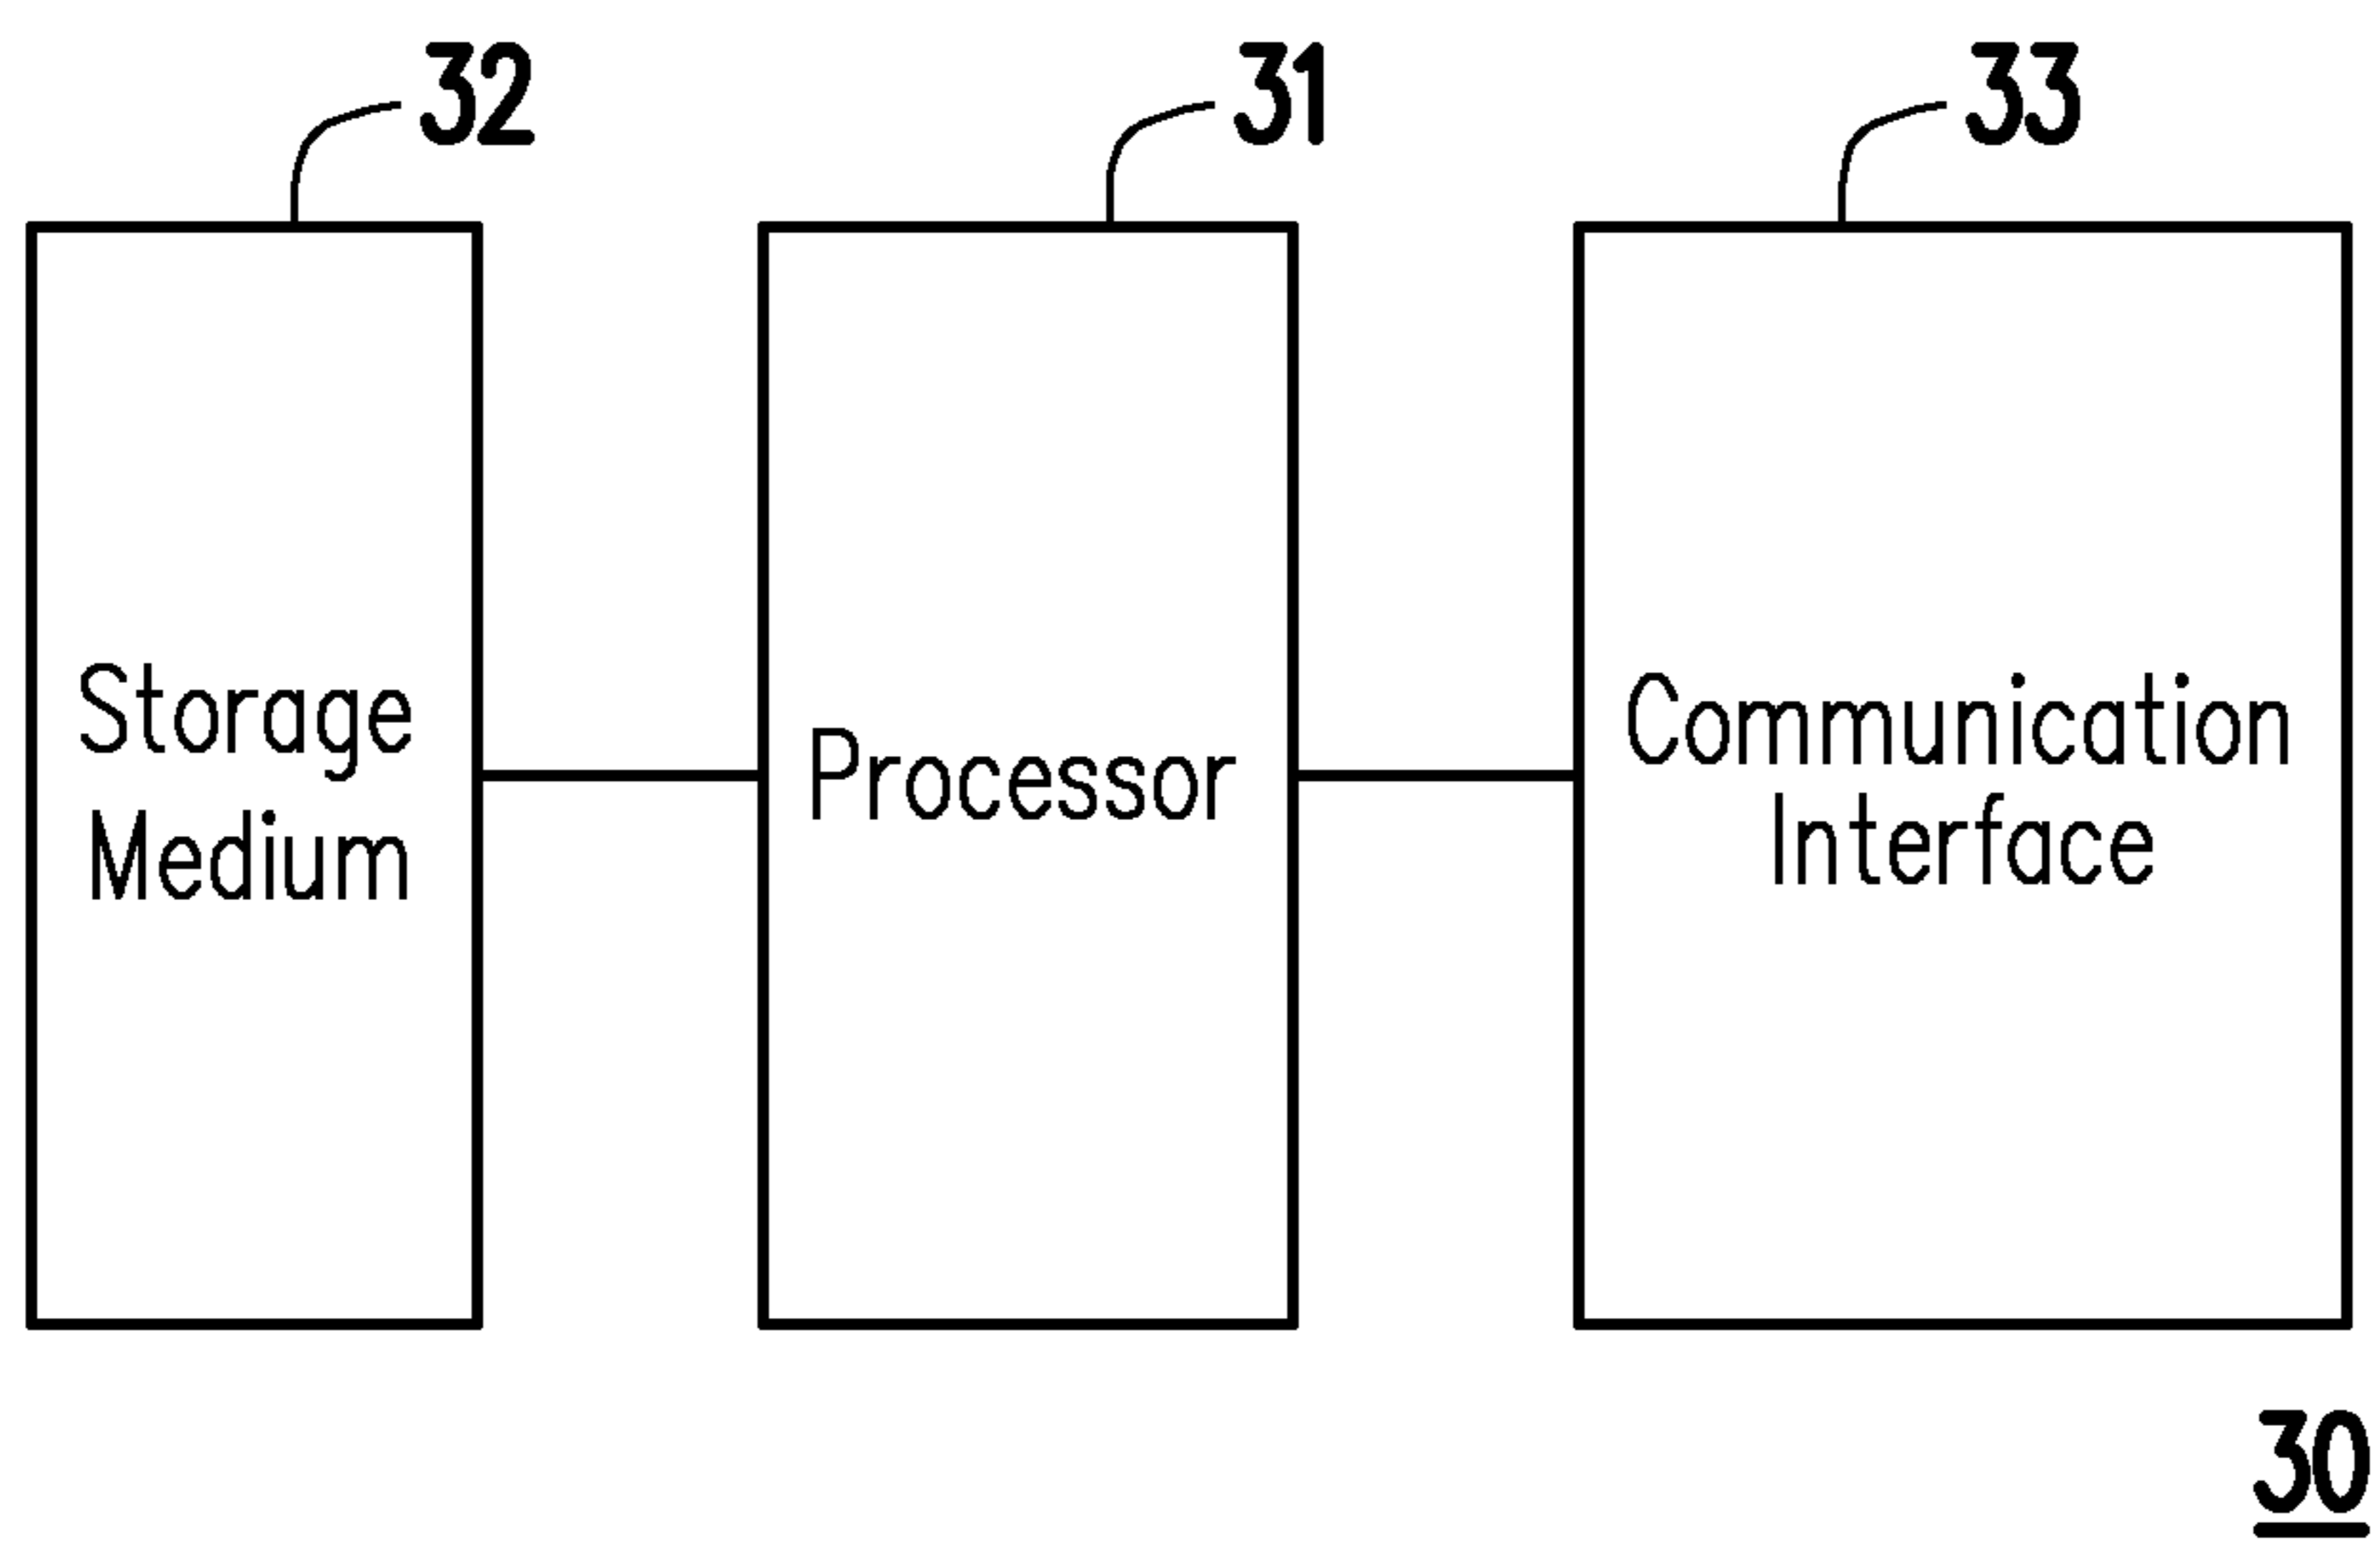 32
31
33
Storage
Medium
Processor
Communication
Interface
30